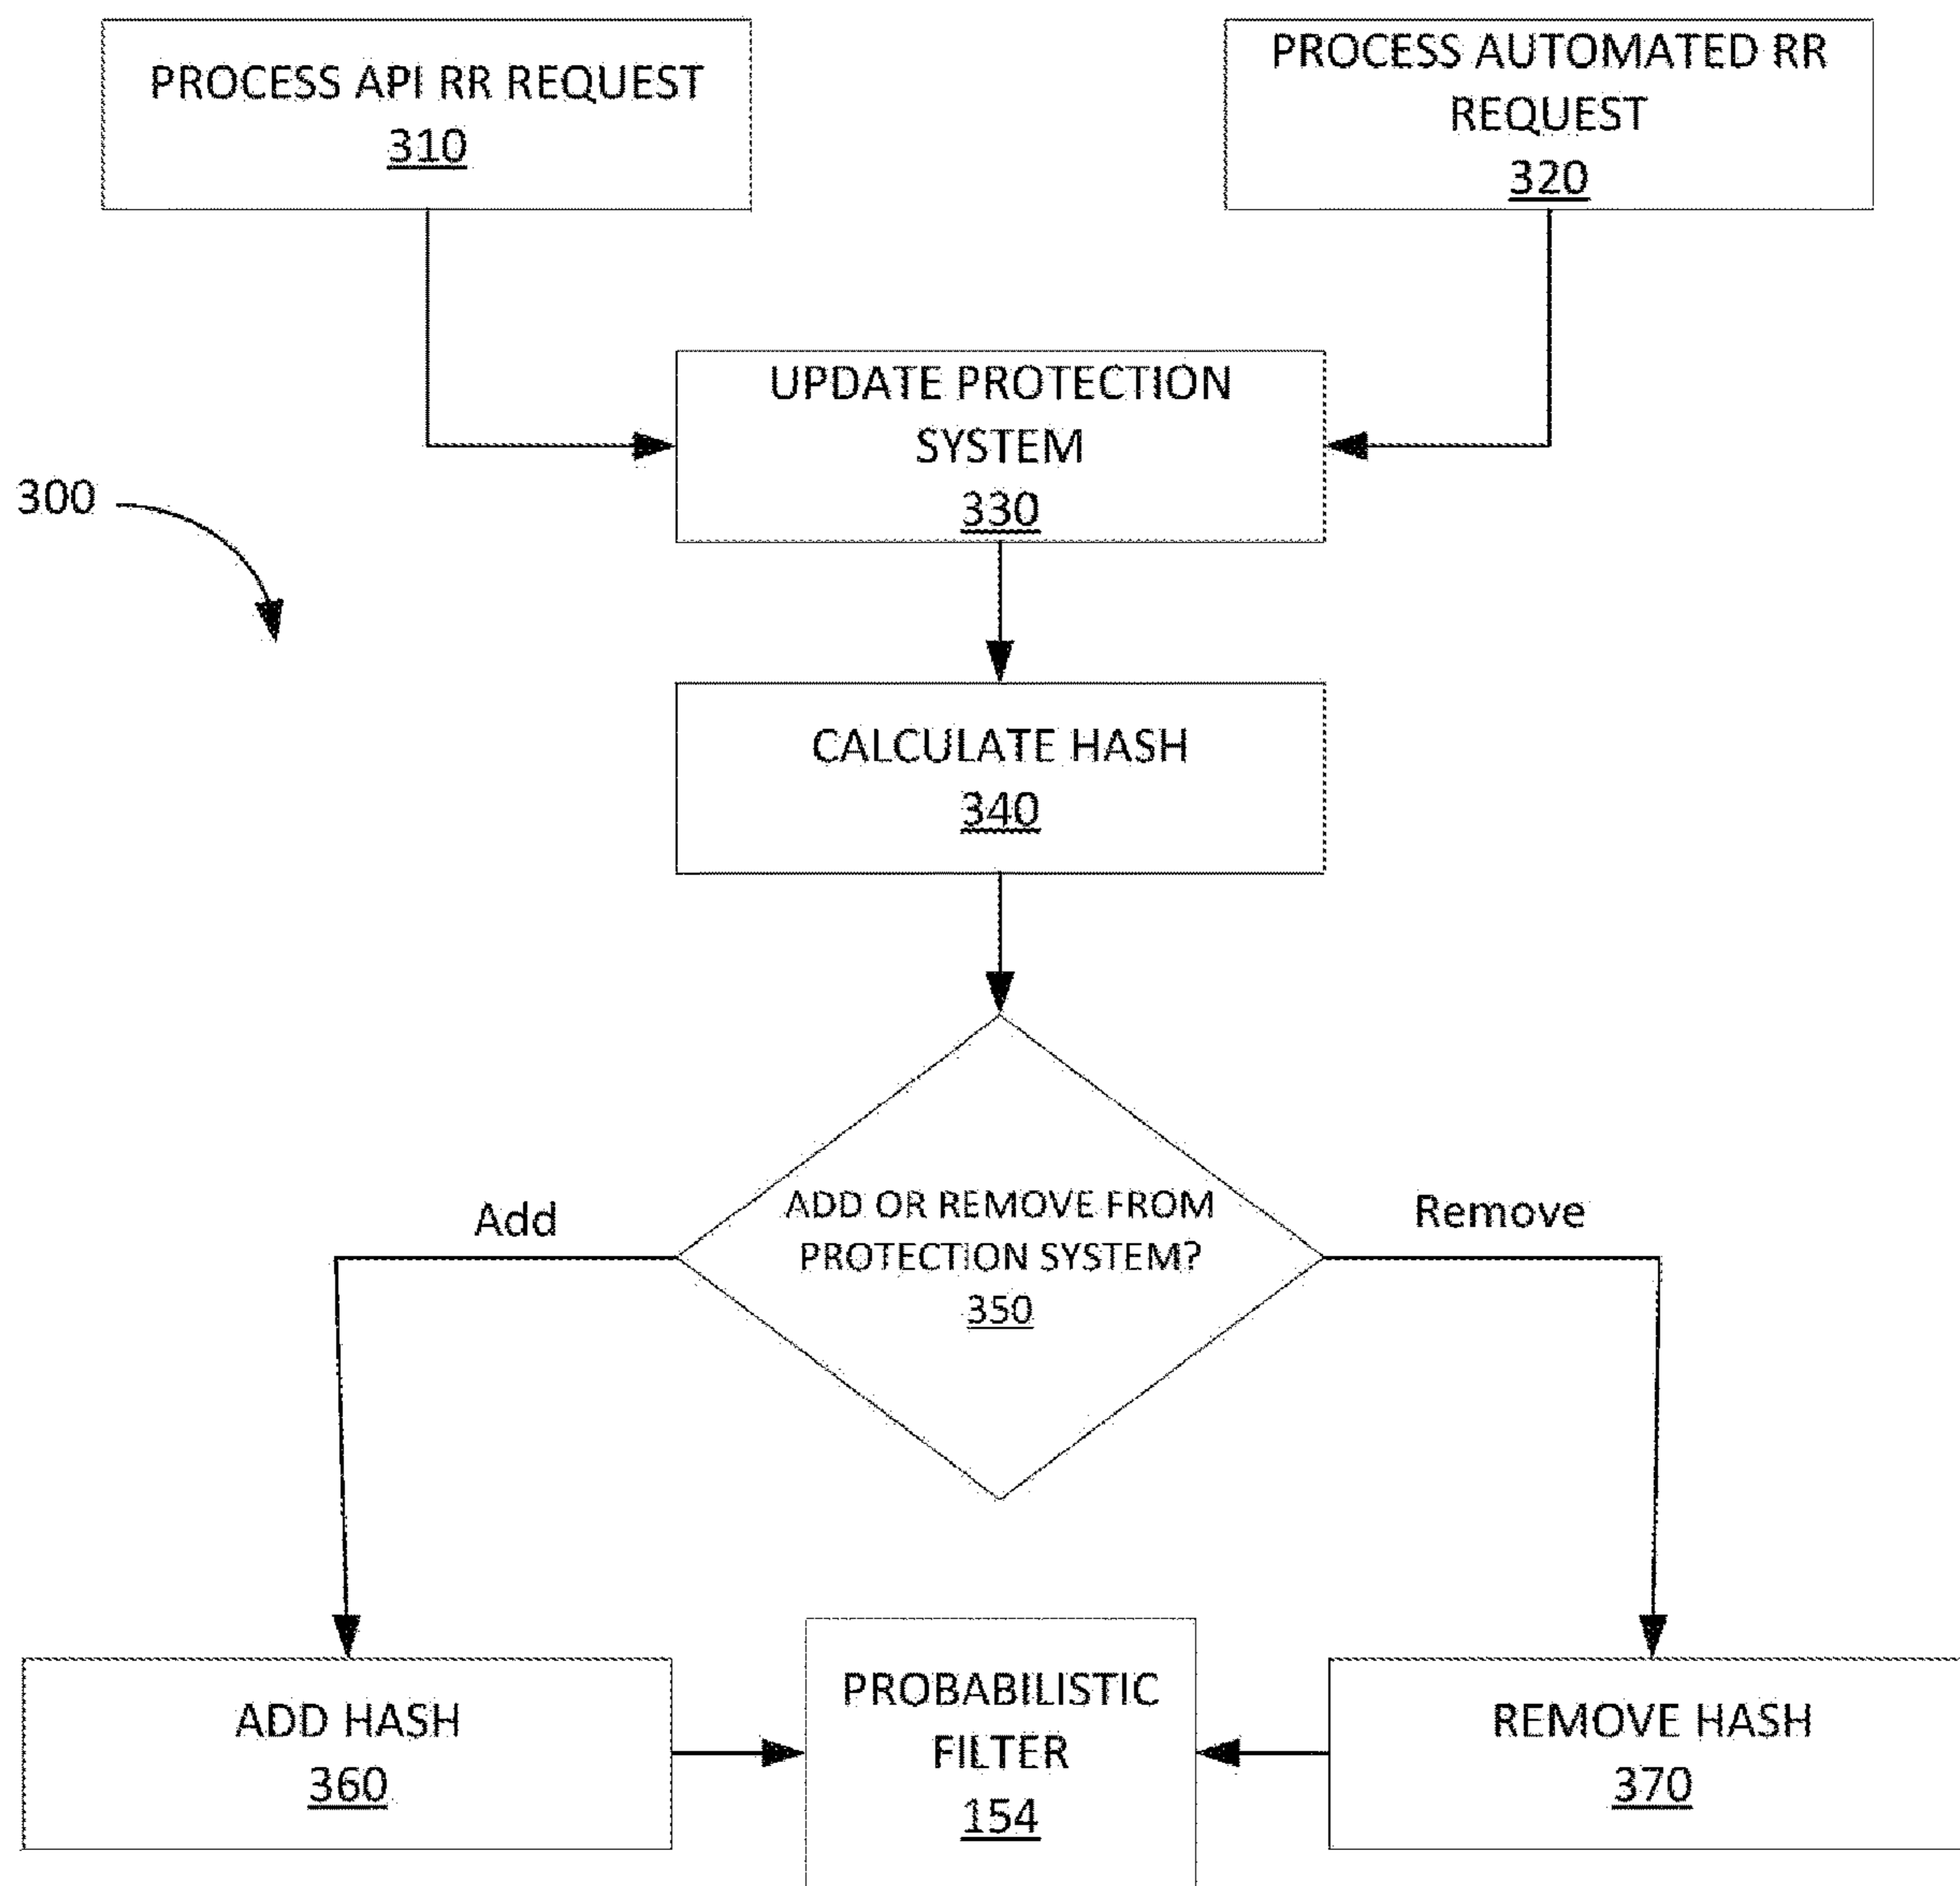 PROCESS API RR REQUEST
310
PROCESS AUTOMATED RR
REQUEST
320
UPDATE PROTECTION
SYSTEM
330
300
CALCULATE HASH
340
Add
ADD OR REMOVE FROM
PROTECTION SYSTEM?
350
Remove
ADD HASH
360
PROBABILISTIC
FILTER
154
REMOVE HASH
370